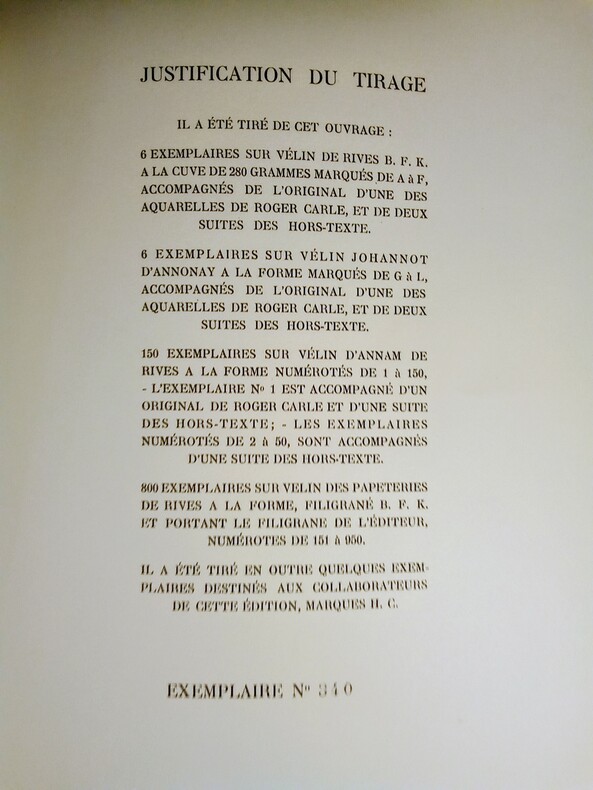 JUSTIFICATION DU TIRAGE
IL A ÉTÉ TIRÉ DE CET OUVRAGE :
6 EXEMPLAIRES SUR VÉLIN DE RIVES B. F. K.
A LA CUVE DE 280 GRAMMES MARQUÉS DE A à F,
ACCOMPAGNÉS DE L'ORIGINAL D'UNE DES
AQUARELLES DE ROGER CARLE, ET DE DEUX
SUITES DES HORS-TEXTE.
6 EXEMPLAIRES SUR VÉLIN JOHANNOT
D'ANNONAY A LA FORME MARQUÉS DE G à L,
ACCOMPAGNÉS DE L'ORIGINAL D'UNE DES
AQUARELLES DE ROGER CARLE, ET DE DEUX
SUITES DES HORS-TEXTE.
150 EXEMPLAIRES SUR VÉLIN D'ANNAM DE
RIVES A LA FORME NUMÉROTÉS DE 1 à 150,
- L'EXEMPLAIRE No 1 EST ACCOMPAGNÉ D'UN
ORIGINAL DE ROGER CARLE ET D'UNE SUITE
DES HORS-TEXTE; - LES EXEMPLAIRES
NUMÉROTÉS DE 2 à 50, SONT ACCOMPAGNÉS
D'UNE SUITE DES HORS-TEXTE.
800 EXEMPLAIRES SUR VELIN DES PAPETERIES
DE RIVES A LA FORME, FILIGRANÉ B. F. K.
ET PORTANT LE FILIGRANE DE L'ÉDITEUR,
NUMÉROTES DE 151 à 950.
IL A ÉTÉ TIRÉ EN OUTRE QUELQUES EXEM-
PLAIRES DESTINÉS AUX COLLABORATEURS
DE CETTE ÉDITION, MARQUES H. C.
EXEMPLAIRE No 340